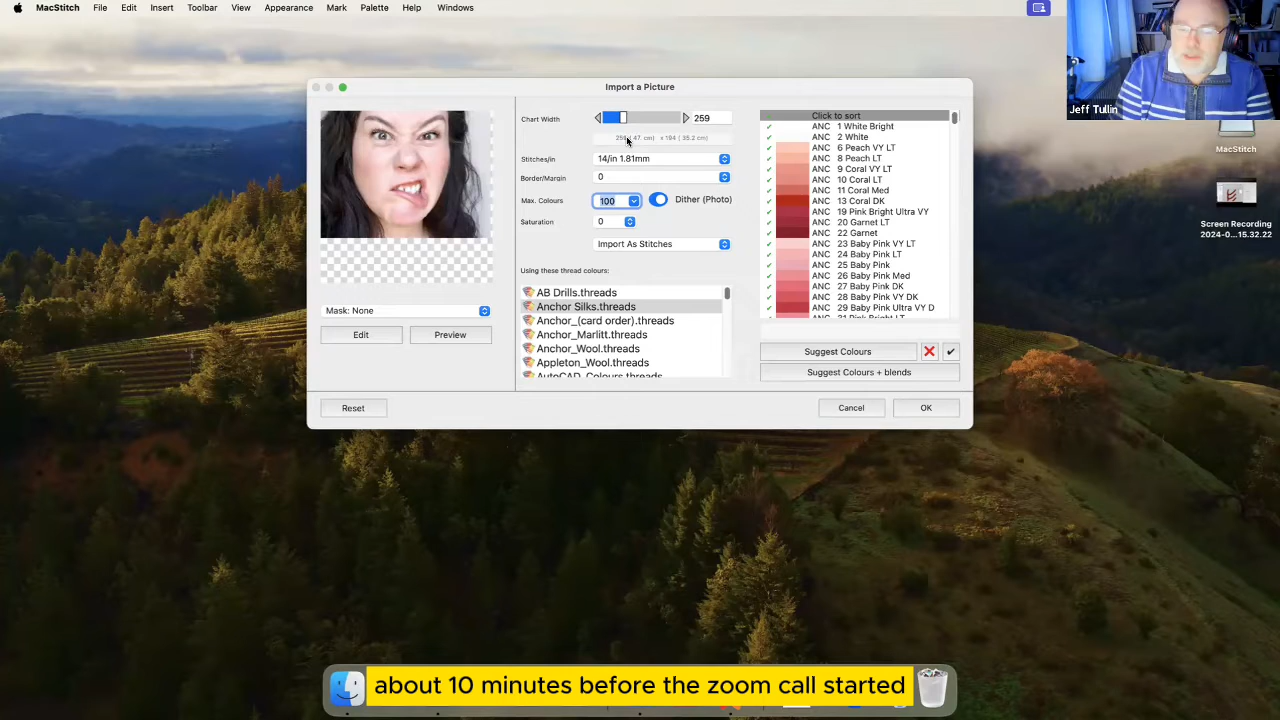 MacStitch File Edit Insert Toolbar View Appearance Mark Palette Help Windows
Jeff Tullin
MacStitch
Screen Recording
2024-0...15.32.22
Import a Picture
Chart Width
259
Stitches/in
14/in 1.81mm
Border/Margin
0
Max. Colours
100
Dither (Photo)
Saturation
0
Import As Stitches
Using these thread colours:
AB Drills.threads
Anchor Silks.threads
Anchor_(card order).threads
Anchor_Marlitt.threads
Anchor_Wool.threads
Appleton_Wool.threads
AutoCAD_Colours.threads
Mask: None
Edit
Preview
Click to sort
ANC 1 White Bright
ANC 2 White
ANC 6 Peach VY LT
ANC 8 Peach LT
ANC 9 Coral VY LT
ANC 10 Coral LT
ANC 11 Coral Med
ANC 13 Coral DK
ANC 19 Pink Bright Ultra VY
ANC 20 Garnet LT
ANC 22 Garnet
ANC 23 Baby Pink VY LT
ANC 24 Baby Pink LT
ANC 25 Baby Pink
ANC 26 Baby Pink Med
ANC 27 Baby Pink DK
ANC 28 Baby Pink VY DK
ANC 29 Baby Pink Ultra VY D
ANC 31 Pink Bright LT
Suggest Colours
Suggest Colours + blends
Reset
Cancel
OK
about 10 minutes before the zoom call started